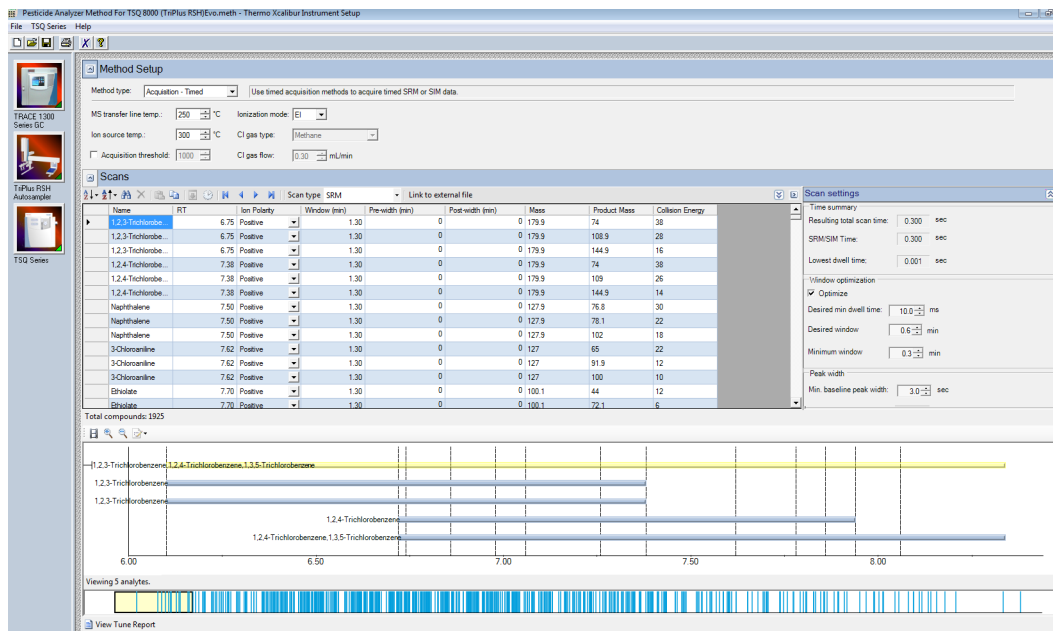 Pesticide Analyzer Method For TSQ 8000 (TriPlus RSH)Evo.meth - Thermo Xcalibur Instrument Setup
File TSQ Series Help
TRACE 1300
Series GC
TriPlus RSH
Autosampler
TSQ Series
Method Setup
Method type: Acquisition - Timed Use timed acquisition methods to acquire timed SRM or SIM data.
MS transfer line temp.: 250 °C Ionization mode: EI
Ion source temp.: 300 °C CI gas type: Methane
Acquisition threshold: 1000 CI gas flow: 0.30 mL/min
Scans
Scan type SRM Link to external file
Name RT Ion Polarity Window (min) Pre-width (min) Post-width (min) Mass Product Mass Collision Energy
1,2,3-Trichlorobe... 6.75 Positive 1.30 0 0 179.9 74 38
1,2,3-Trichlorobe... 6.75 Positive 1.30 0 0 179.9 108.9 28
1,2,3-Trichlorobe... 6.75 Positive 1.30 0 0 179.9 144.9 16
1,2,4-Trichlorobe... 7.38 Positive 1.30 0 0 179.9 74 38
1,2,4-Trichlorobe... 7.38 Positive 1.30 0 0 179.9 109 26
1,2,4-Trichlorobe... 7.38 Positive 1.30 0 0 179.9 144.9 14
Naphthalene 7.50 Positive 1.30 0 0 127.9 76.8 30
Naphthalene 7.50 Positive 1.30 0 0 127.9 78.1 22
Naphthalene 7.50 Positive 1.30 0 0 127.9 102 18
3-Chloroaniline 7.62 Positive 1.30 0 0 127 65 22
3-Chloroaniline 7.62 Positive 1.30 0 0 127 91.9 12
3-Chloroaniline 7.62 Positive 1.30 0 0 127 100 10
Ethiolate 7.70 Positive 1.30 0 0 100.1 44 12
Ethiolate 7.70 Positive 1.30 0 0 100.1 72.1 6
Scan settings
Time summary
Resulting total scan time: 0.300 sec
SRM/SIM Time: 0.300 sec
Lowest dwell time: 0.001 sec
Window optimization
Optimize
Desired min dwell time: 10.0 ms
Desired window 0.6 min
Minimum window 0.3 min
Peak width
Min. baseline peak width: 3.0 sec
Total compounds: 1925
1,2,3-Trichlorobenzene,1,2,4-Trichlorobenzene,1,3,5-Trichlorobenzene
1,2,3-Trichlorobenzene
1,2,3-Trichlorobenzene
1,2,4-Trichlorobenzene
1,2,4-Trichlorobenzene,1,3,5-Trichlorobenzene
6.00 6.50 7.00 7.50 8.00
Viewing 5 analytes.
View Tune Report